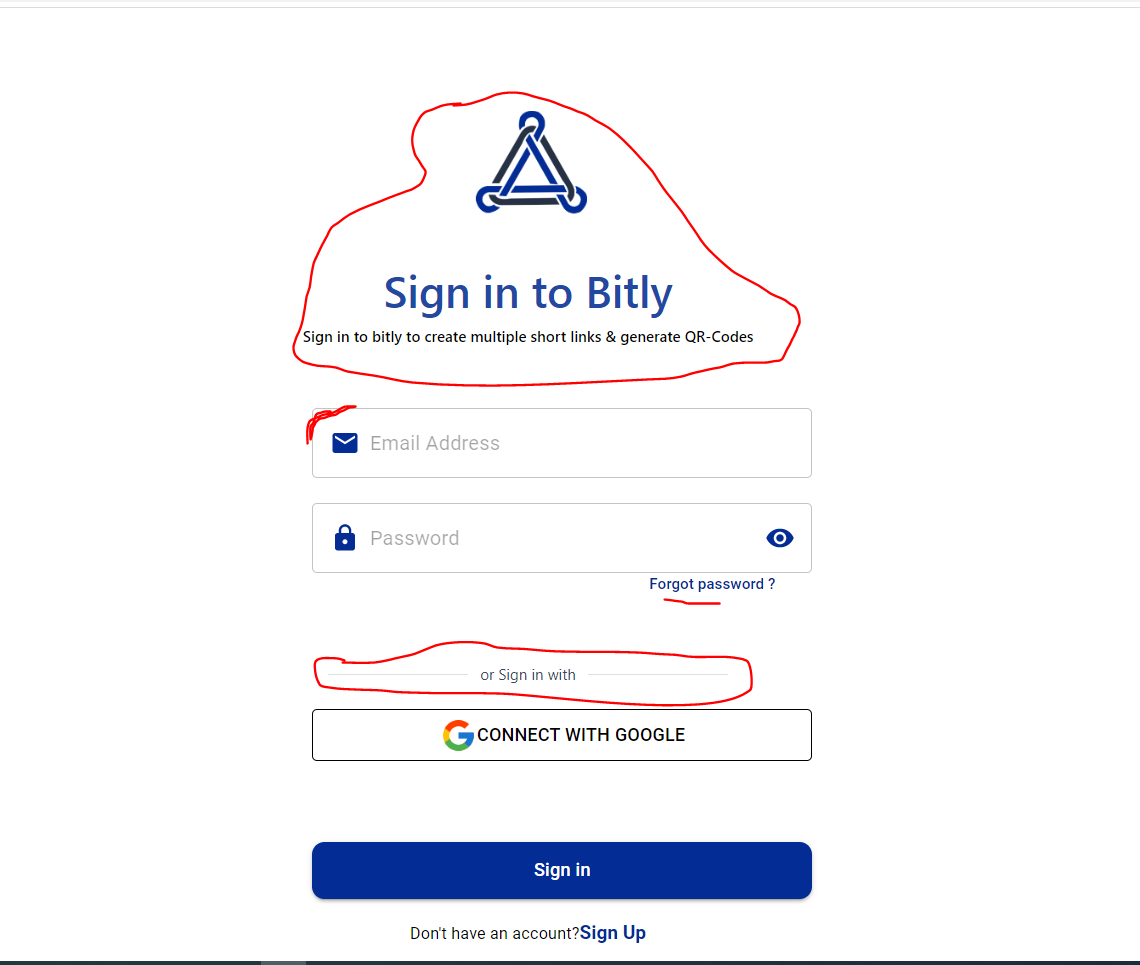 Sign in to Bitly
Sign in to bitly to create multiple short links & generate QR-Codes
Email Address
Password
Forgot password ?
or Sign in with
CONNECT WITH GOOGLE
Sign in
Don't have an account?Sign Up